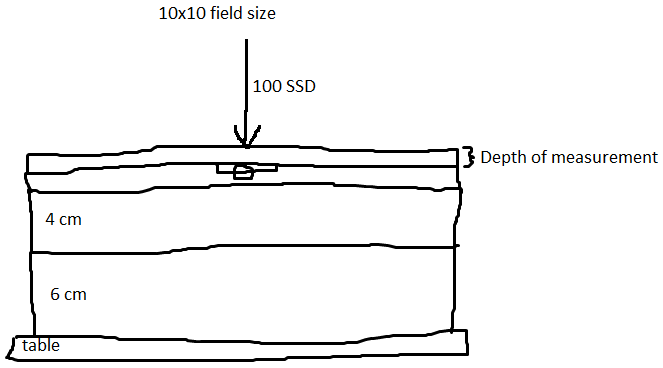 10x10 field size
100 SSD
Depth of measurement
4 cm
6 cm
table